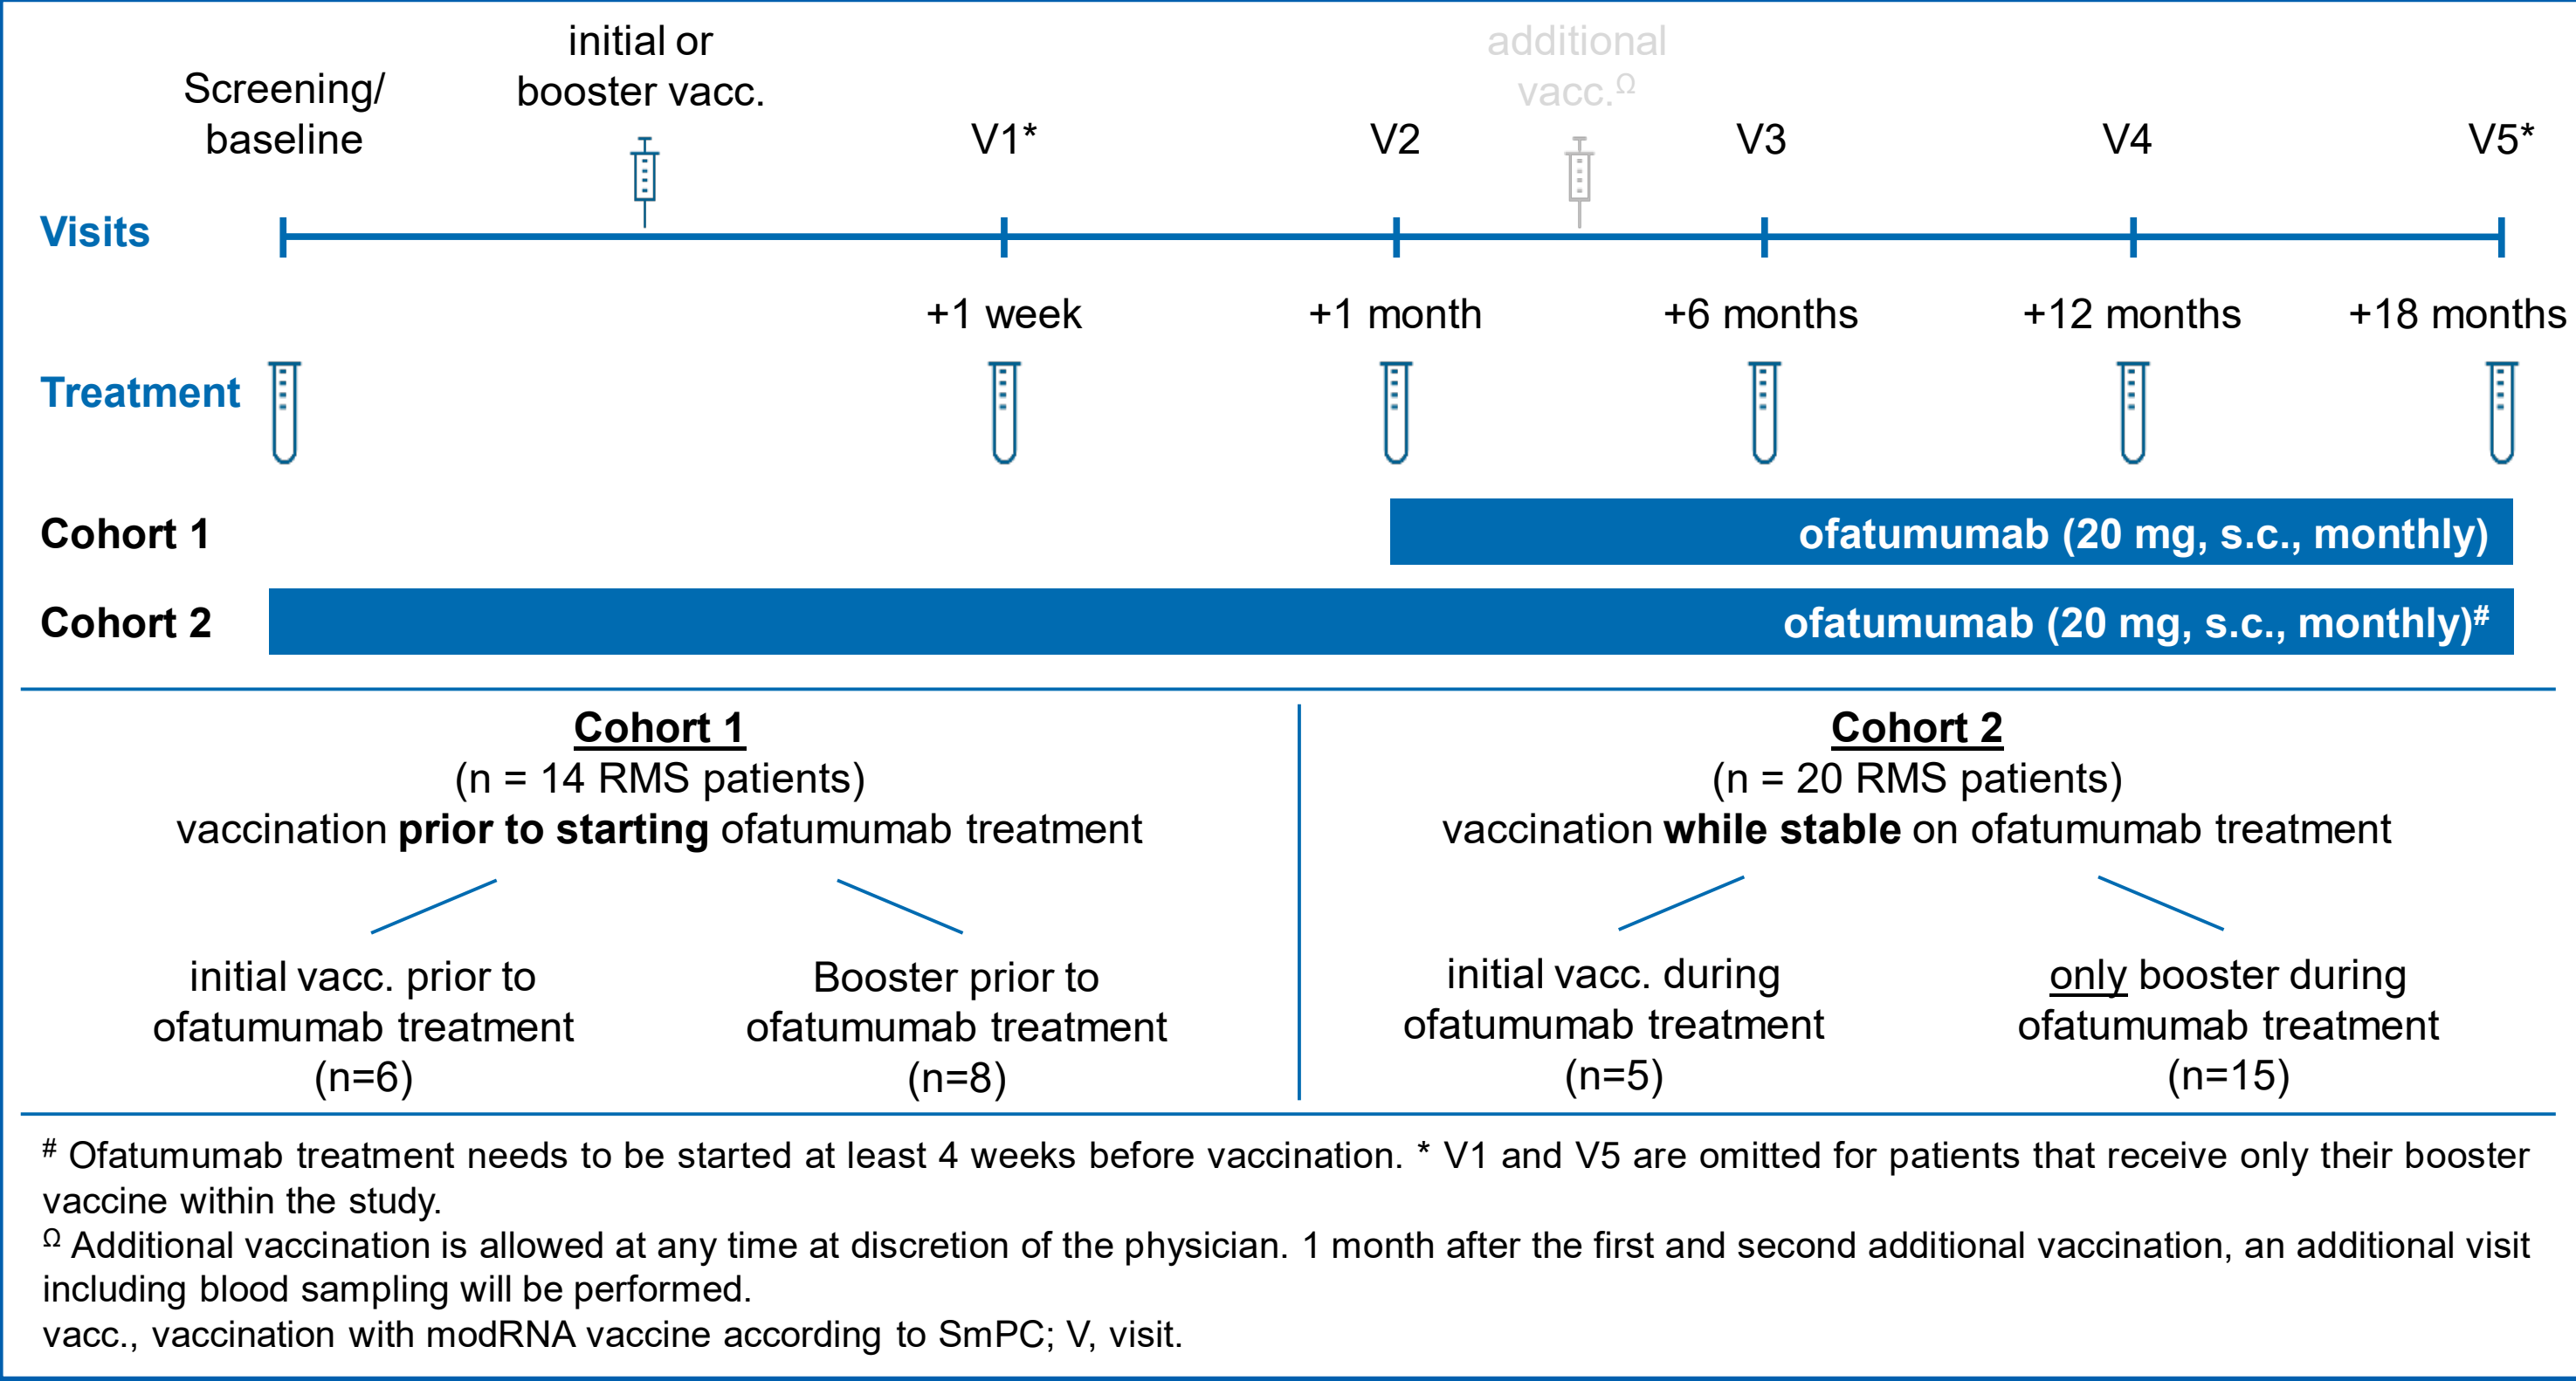 Screening/
baseline
initial or
booster vacc.
V1*
V2
additional
vacc.Ω
V3
V4
V5*
Visits
+1 week
+1 month
+6 months
+12 months
+18 months
Treatment
Cohort 1
ofatumumab (20 mg, s.c., monthly)
Cohort 2
ofatumumab (20 mg, s.c., monthly)#
Cohort 1
(n = 14 RMS patients)
vaccination prior to starting ofatumumab treatment
initial vacc. prior to
ofatumumab treatment
(n=6)
Booster prior to
ofatumumab treatment
(n=8)
Cohort 2
(n = 20 RMS patients)
vaccination while stable on ofatumumab treatment
initial vacc. during
ofatumumab treatment
(n=5)
only booster during
ofatumumab treatment
(n=15)
# Ofatumumab treatment needs to be started at least 4 weeks before vaccination. * V1 and V5 are omitted for patients that receive only their booster
vaccine within the study.
Ω Additional vaccination is allowed at any time at discretion of the physician. 1 month after the first and second additional vaccination, an additional visit
including blood sampling will be performed.
vacc., vaccination with modRNA vaccine according to SmPC; V, visit.